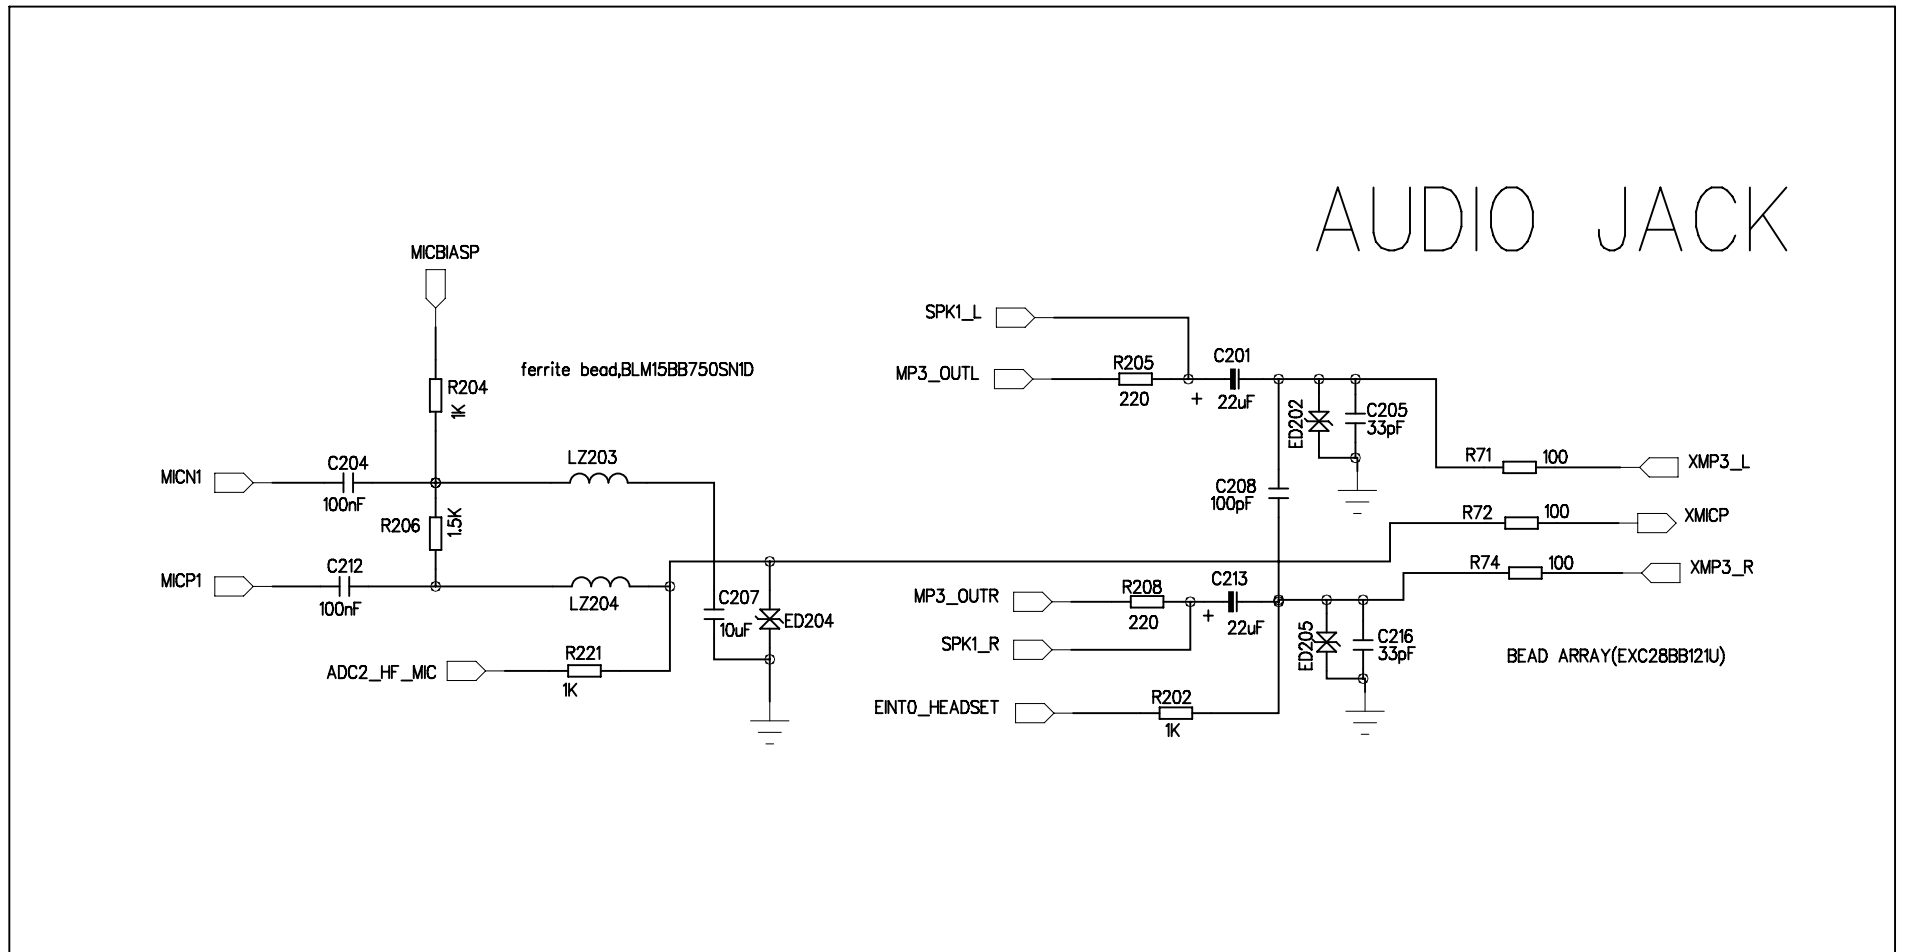 AUDIO JACK
MICBIASP
R204
1K
ferrite bead,BLM15BB750SN1D
MICN1
C204
100nF
LZ203
R206
1.5K
MICP1
C212
100nF
LZ204
C207
10uF
ED204
ADC2_HF_MIC
R221
1K
SPK1_L
MP3_OUTL
R205
220
C201
+
22uF
ED202
C205
33pF
C208
100pF
R71
100
XMP3_L
R72
100
XMICP
R74
100
XMP3_R
MP3_OUTR
R208
220
C213
+
22uF
SPK1_R
ED205
C216
33pF
BEAD ARRAY(EXC28BB121U)
EINT0_HEADSET
R202
1K